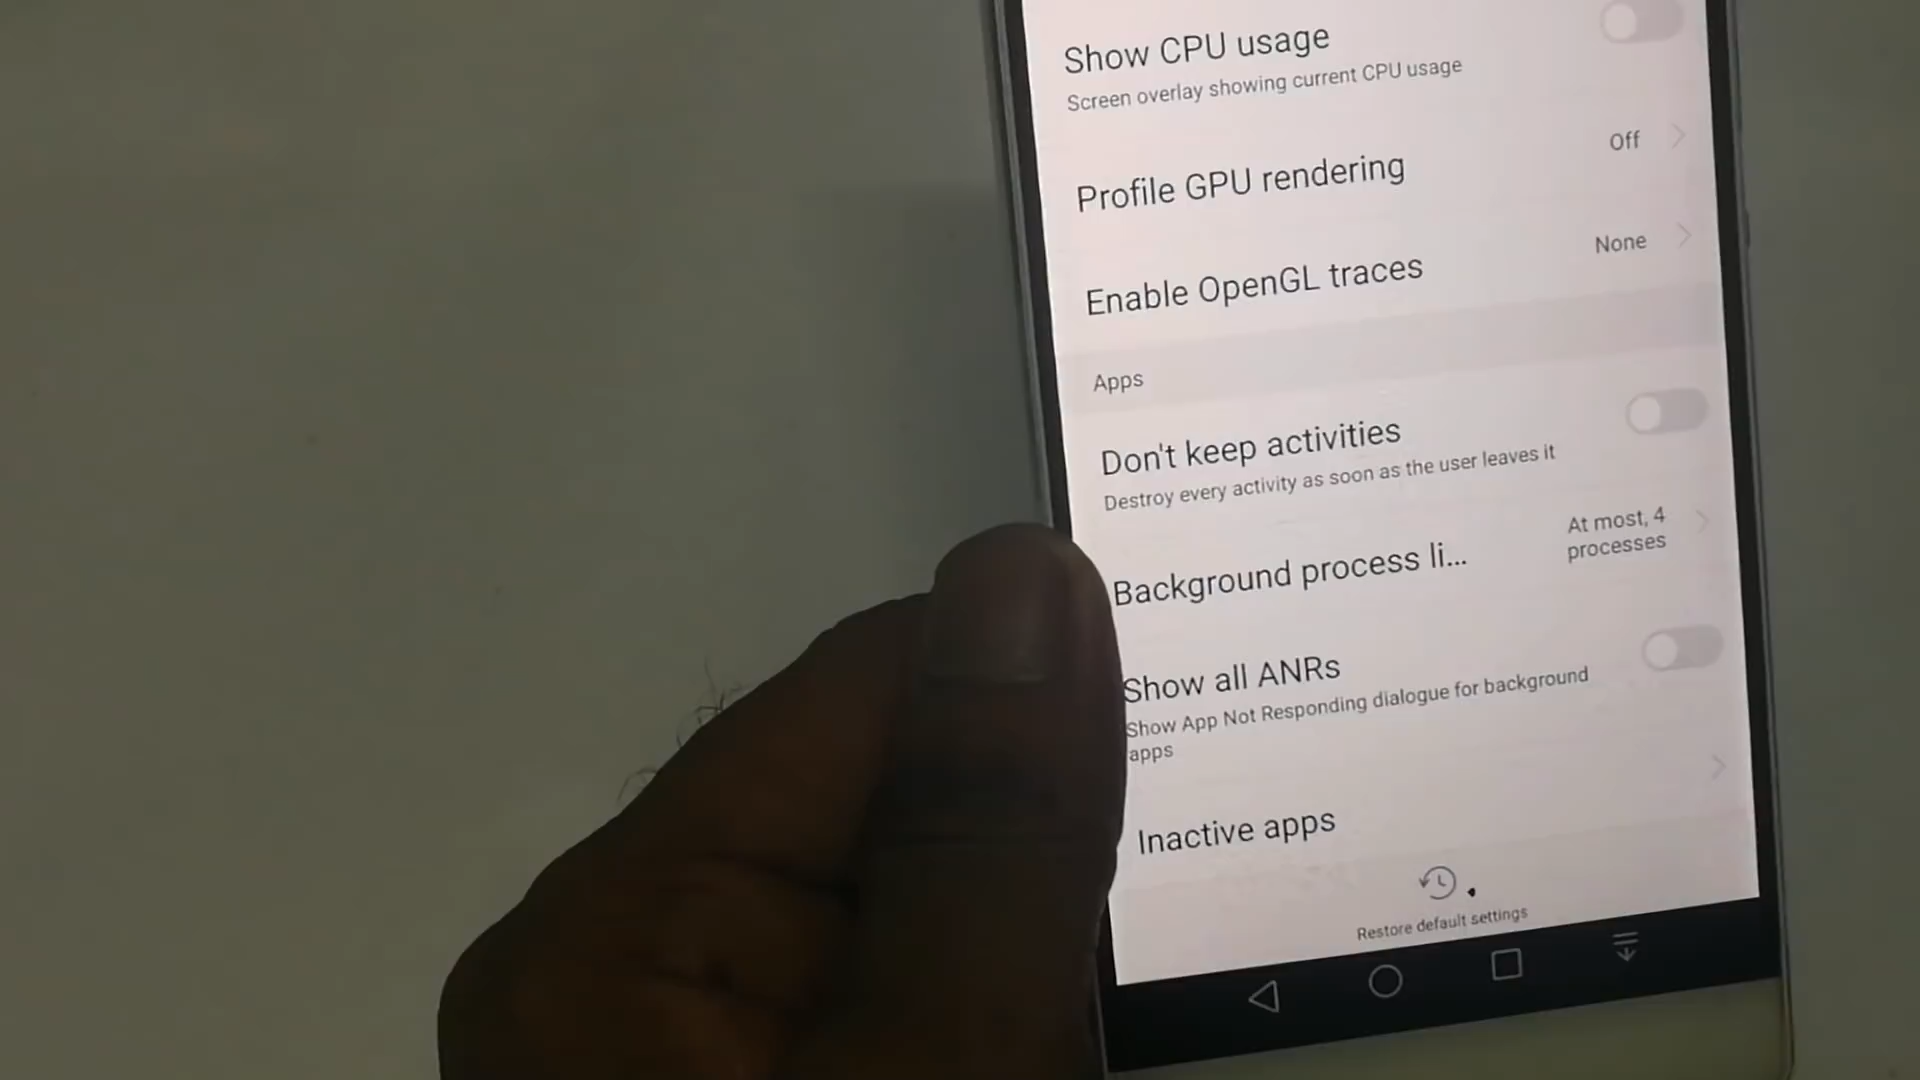 Show CPU usage
Screen overlay showing current CPU usage
Profile GPU rendering
Off
Enable OpenGL traces
None
Apps
Don't keep activities
Destroy every activity as soon as the user leaves it
Background process li...
At most, 4
processes
Show all ANRs
Show App Not Responding dialogue for background
apps
Inactive apps
Restore default settings